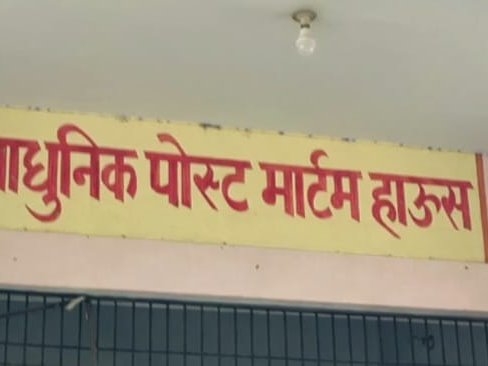 आधुनिक पोस्ट मार्टम हाऊस